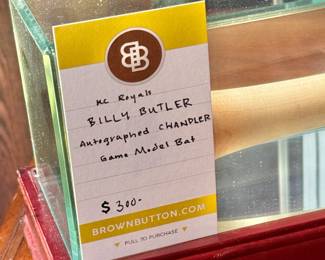 BB
KC Royals
BILLY BUTLER
Autographed CHANDLER
Game Model Bat
$300-
BROWNBUTTON.COM
PULL TO PURCHASE